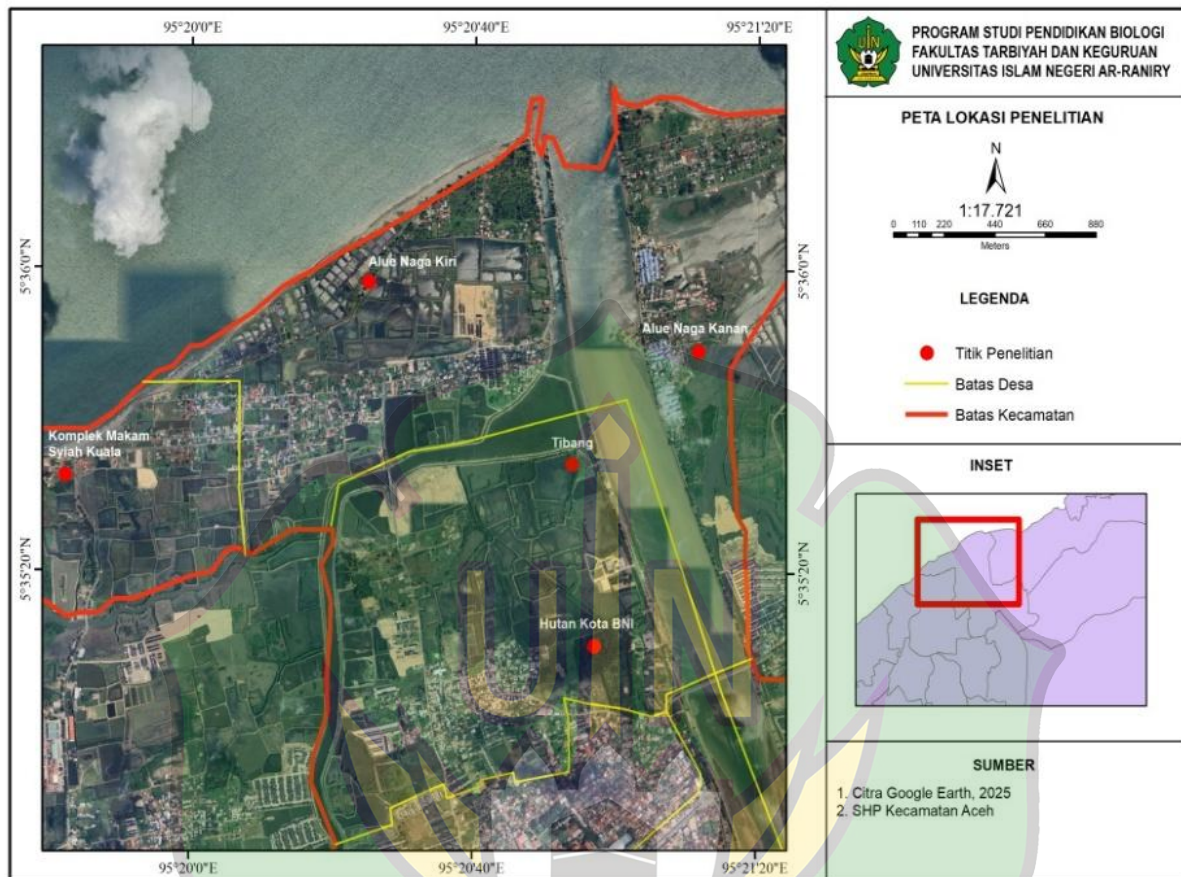 95°20'0"E
95°20'40"E
95°21'20"E
5°36'0"N
5°36'0"N
5°35'20"N
5°35'20"N
Alue Naga Kiri
Alue Naga Kanan
Komplek Makam
Syiah Kuala
Tibang
Hutan Kota BNI
UIN
95°20'0"E
95°20'40"E
95°21'20"E
UIN
PROGRAM STUDI PENDIDIKAN BIOLOGI
FAKULTAS TARBIYAH DAN KEGURUAN
UNIVERSITAS ISLAM NEGERI AR-RANIRY
PETA LOKASI PENELITIAN
N
1:17.721
0 110 220 440 660 880
Meters
LEGENDA
Titik Penelitian
Batas Desa
Batas Kecamatan
INSET
SUMBER
1. Citra Google Earth, 2025
2. SHP Kecamatan Aceh